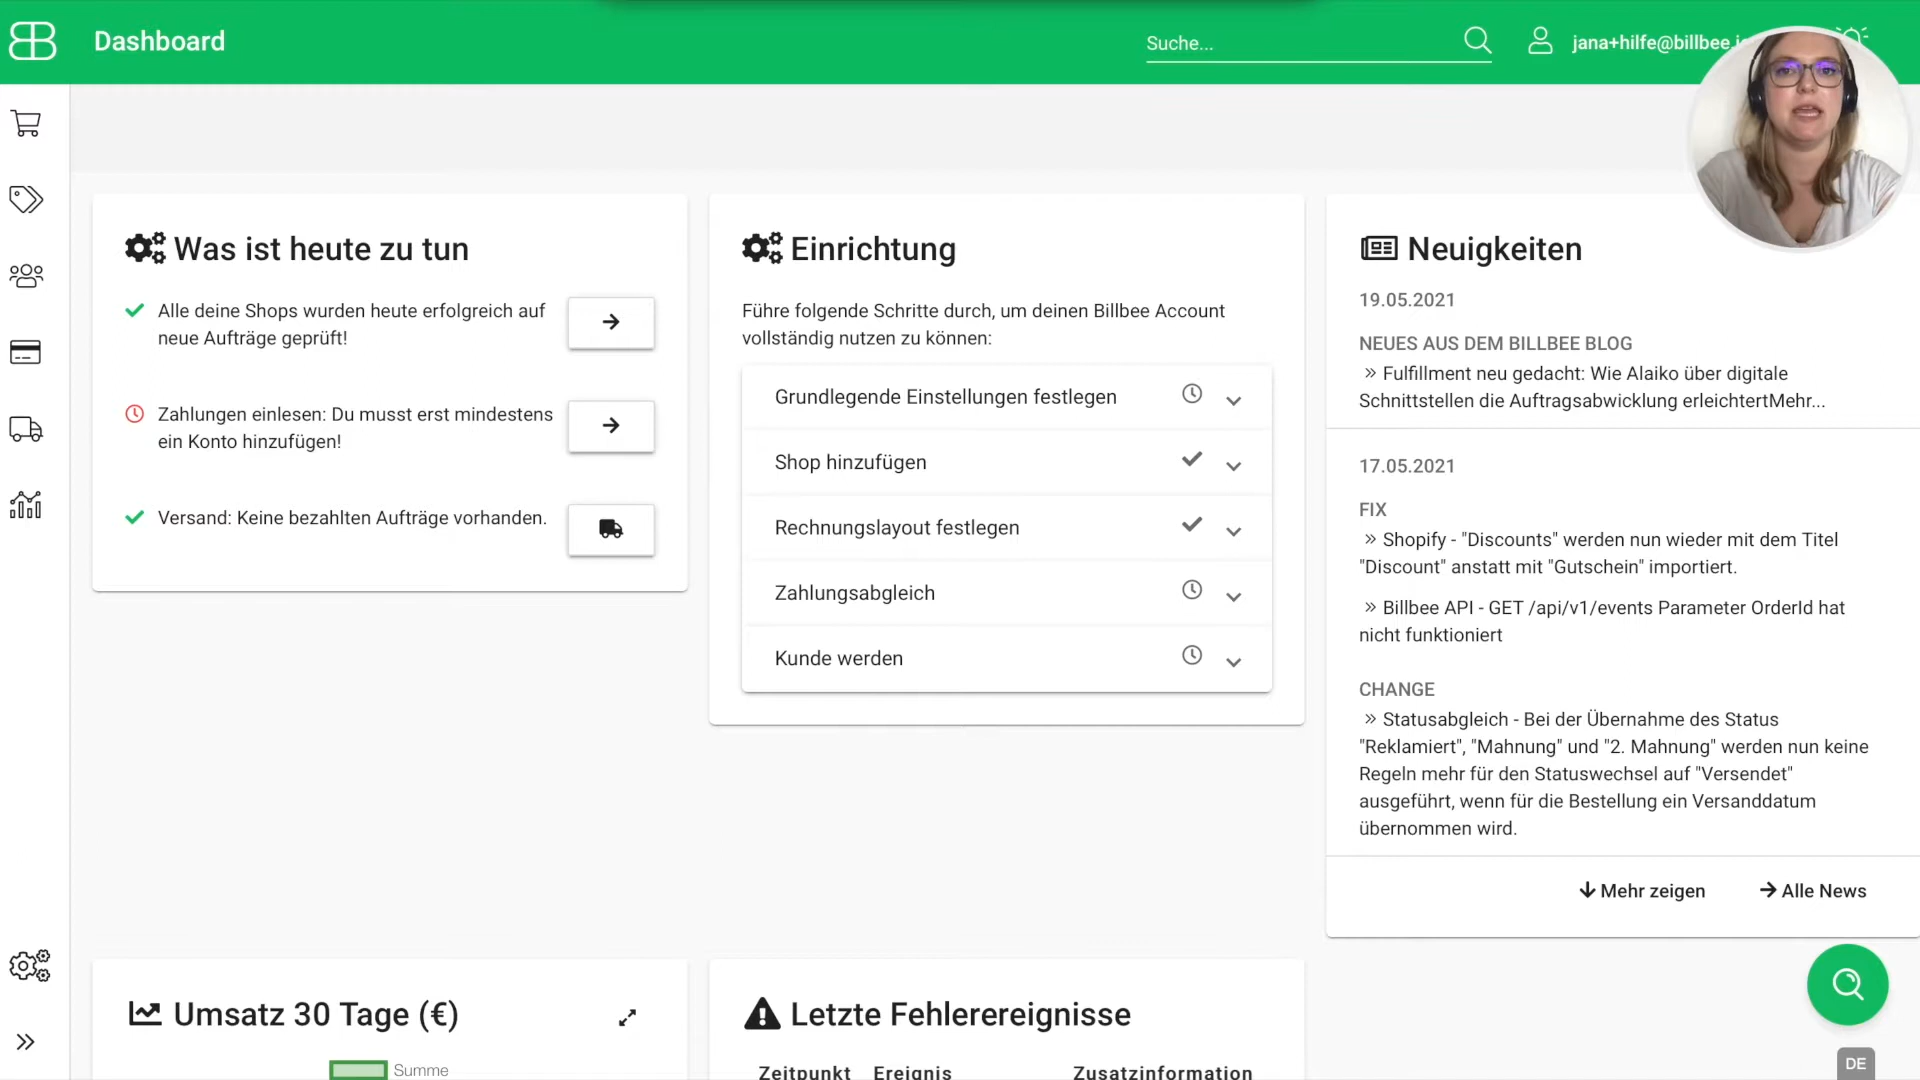 Dashboard
Suche...
jana+hilfe@billbee.i
Was ist heute zu tun
Alle deine Shops wurden heute erfolgreich auf
neue Aufträge geprüft!
Zahlungen einlesen: Du musst erst mindestens
ein Konto hinzufügen!
Versand: Keine bezahlten Aufträge vorhanden.
Einrichtung
Führe folgende Schritte durch, um deinen Billbee Account
vollständig nutzen zu können:
Grundlegende Einstellungen festlegen
Shop hinzufügen
Rechnungslayout festlegen
Zahlungsabgleich
Kunde werden
Neuigkeiten
19.05.2021
NEUES AUS DEM BILLBEE BLOG
» Fulfillment neu gedacht: Wie Alaiko über digitale
Schnittstellen die Auftragsabwicklung erleichtertMehr...
17.05.2021
FIX
» Shopify - "Discounts" werden nun wieder mit dem Titel
"Discount" anstatt mit "Gutschein" importiert.
» Billbee API - GET /api/v1/events Parameter OrderId hat
nicht funktioniert
CHANGE
» Statusabgleich - Bei der Übernahme des Status
"Reklamiert", "Mahnung" und "2. Mahnung" werden nun keine
Regeln mehr für den Statuswechsel auf "Versendet"
ausgeführt, wenn für die Bestellung ein Versanddatum
übernommen wird.
Mehr zeigen
Alle News
Umsatz 30 Tage (€)
Summe
Letzte Fehlerereignisse
Zeitpunkt Ereignis Zusatzinformation
DE